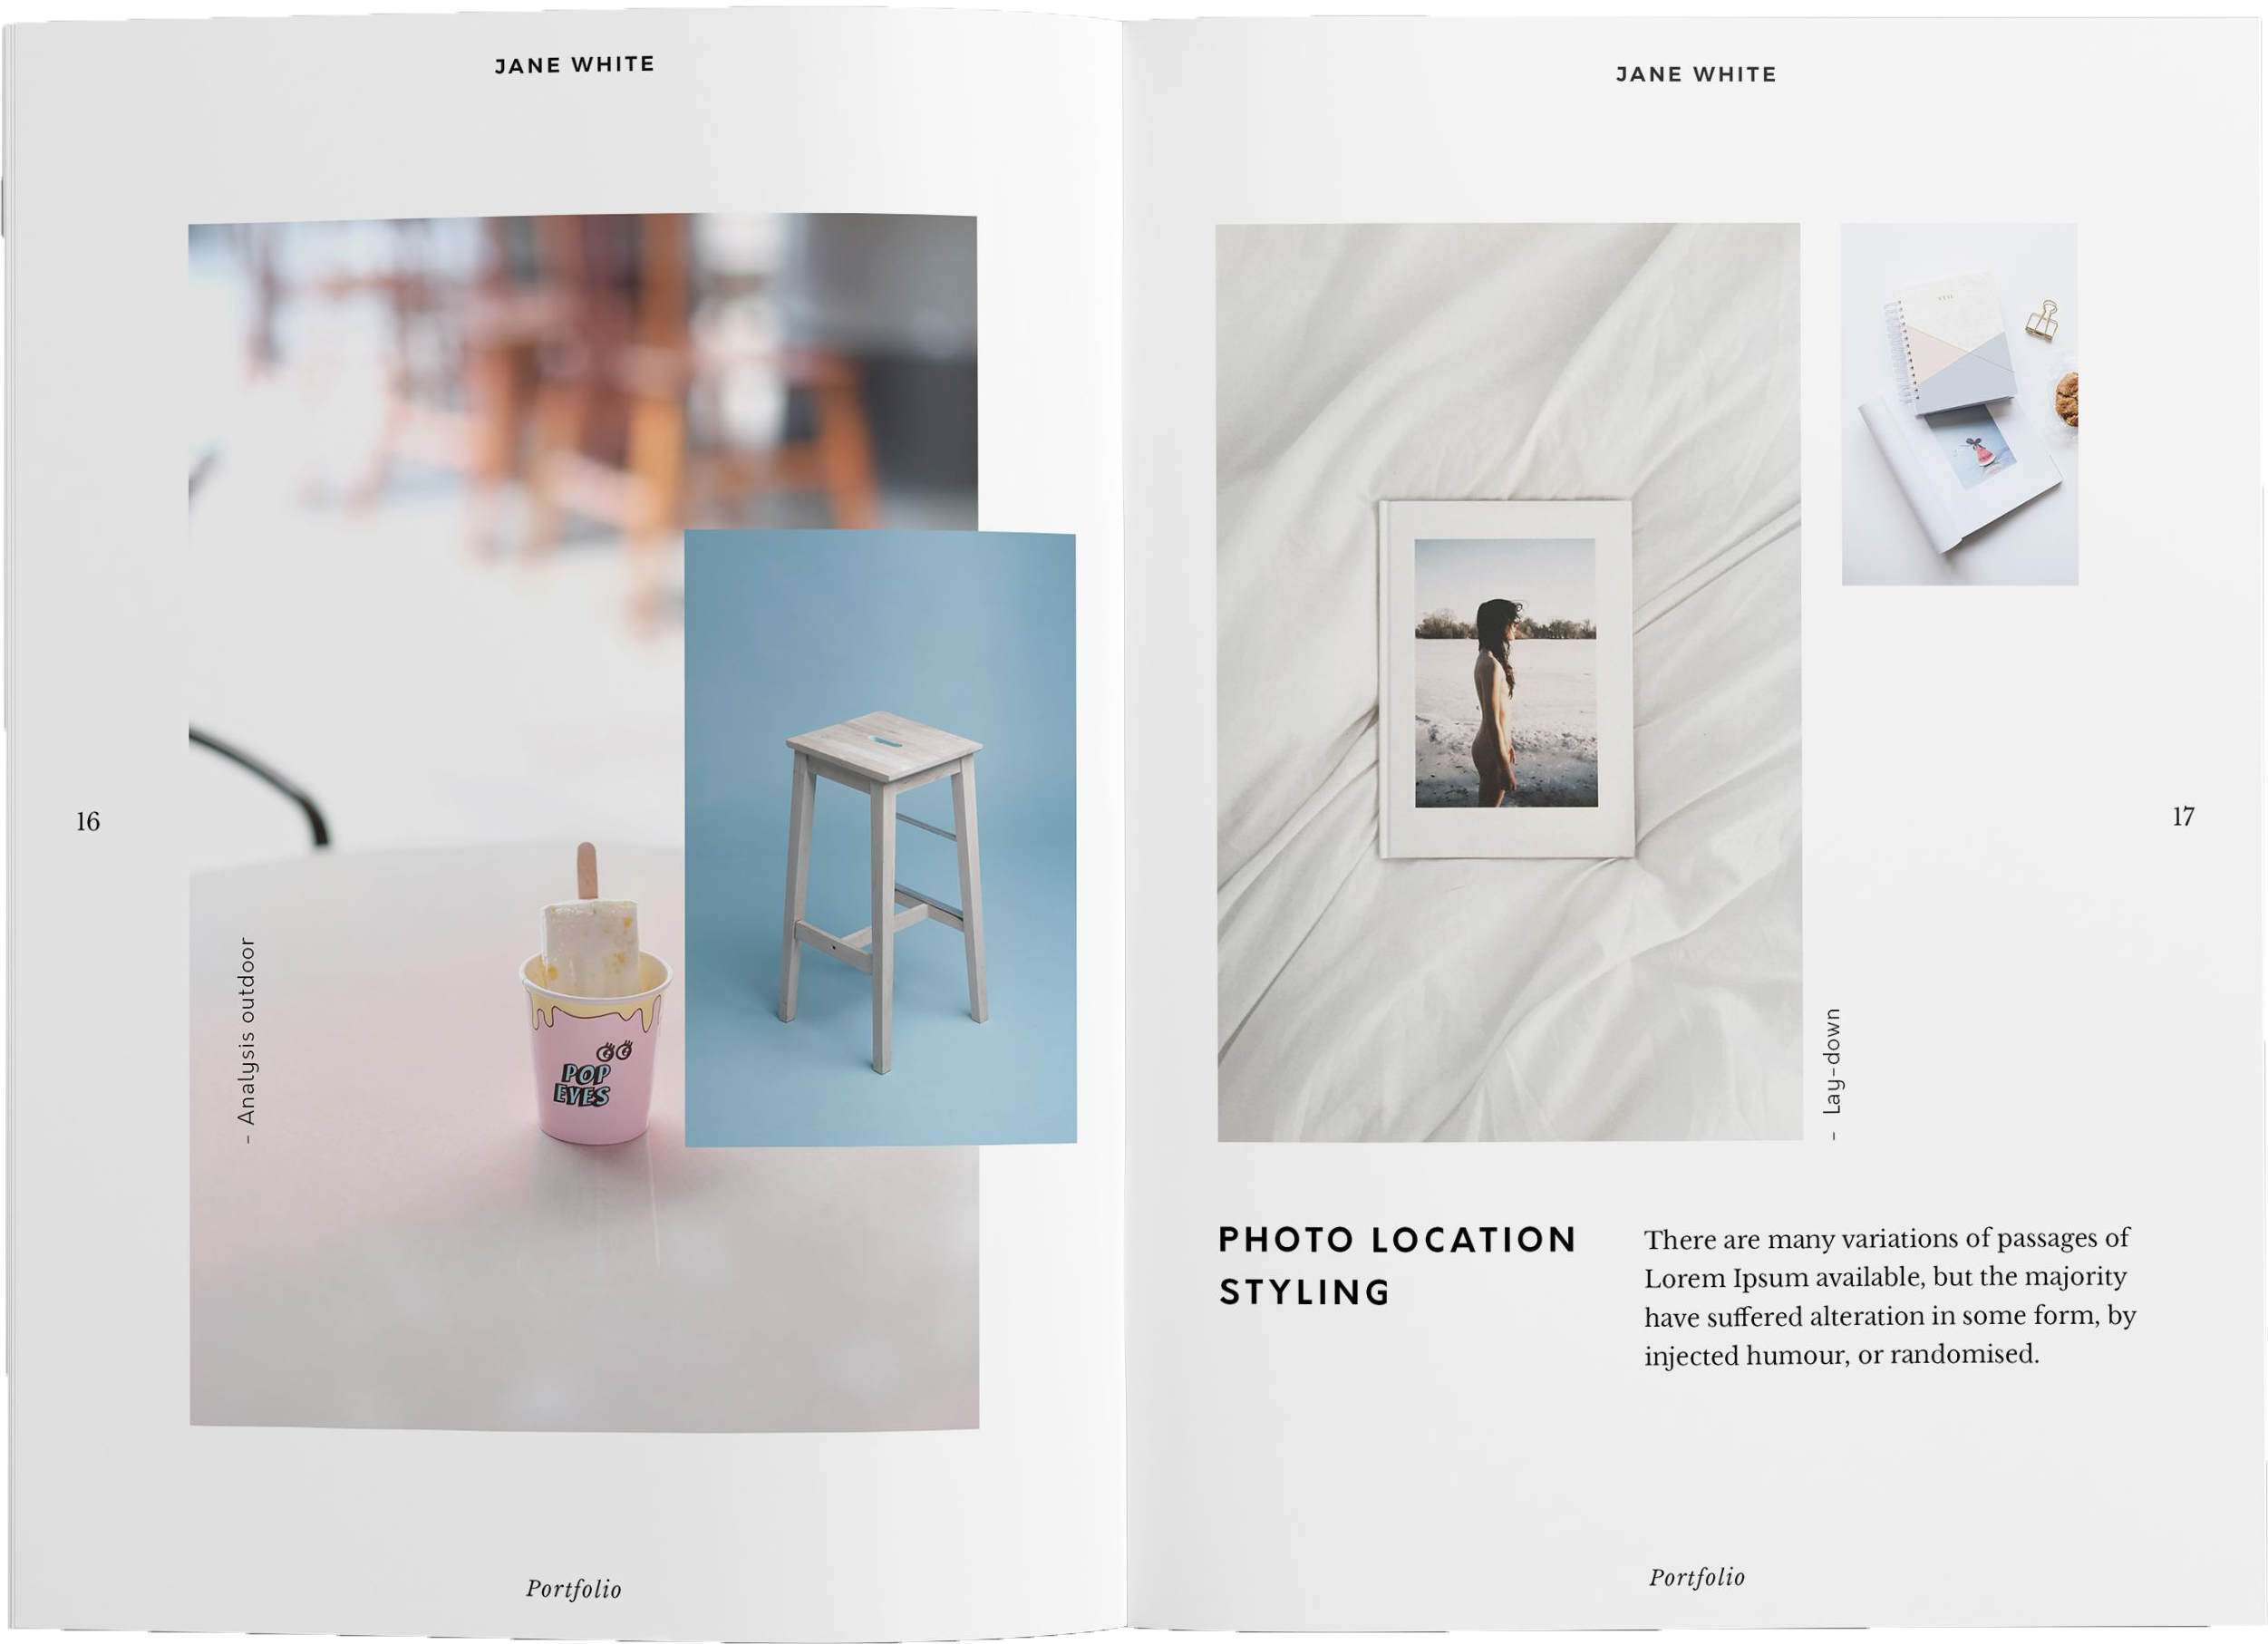 JANE WHITE
16
– Analysis outdoor
POP
EYES
Portfolio
JANE WHITE
17
– Lay-down
PHOTO LOCATION
STYLING
There are many variations of passages of
Lorem Ipsum available, but the majority
have suffered alteration in some form, by
injected humour, or randomised.
Portfolio